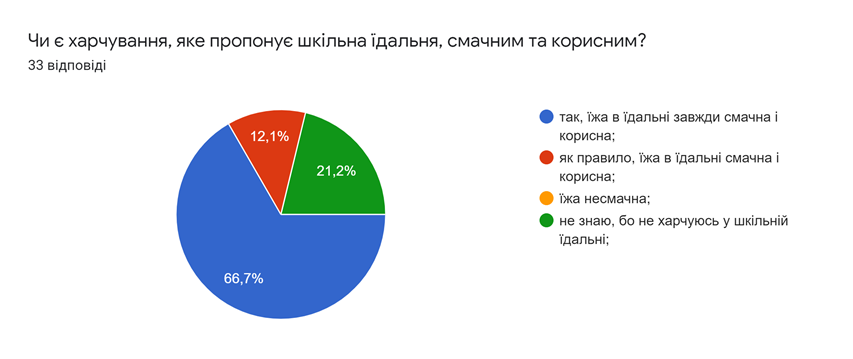 Чи є харчування, яке пропонує шкільна їдальня, смачним та корисним?
33 відповіді
12,1%
21,2%
66,7%
так, їжа в їдальні завжди смачна і
корисна;
як правило, їжа в їдальні смачна і
корисна;
їжа несмачна;
не знаю, бо не харчуюсь у шкільній
їдальні;